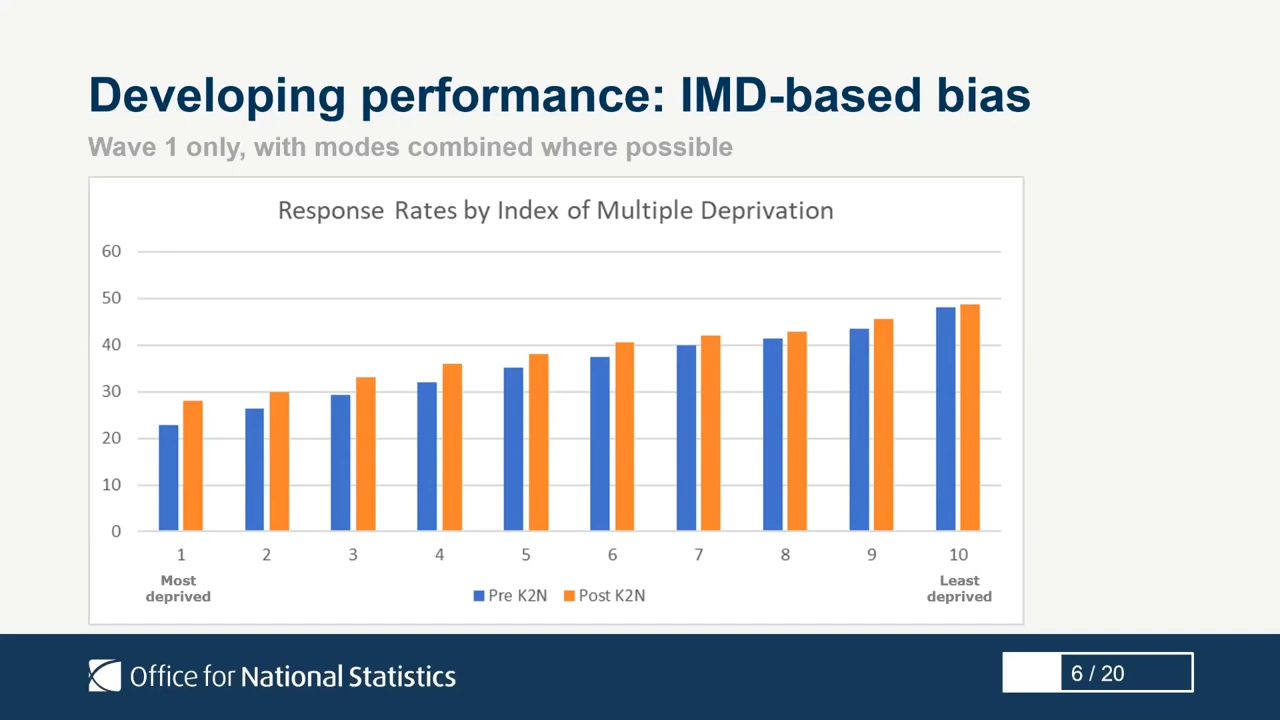 Developing performance: IMD-based bias
Wave 1 only, with modes combined where possible
Response Rates by Index of Multiple Deprivation
60
50
40
30
20
10
0
1 2 3 4 5 6 7 8 9 10
Most deprived
Least deprived
Pre K2N Post K2N
Office for National Statistics
6 / 20